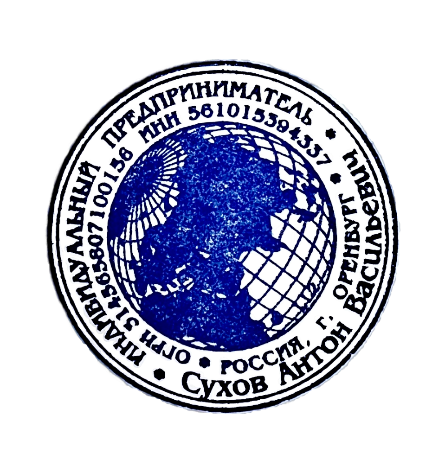 ИНДИВИДУАЛЬНЫЙ ПРЕДПРИНИМАТЕЛЬ *
Сухов Антон Васильевич *
ОГРН 314565807100156 ИНН 561015394337 *
РОССИЯ, г. ОРЕНБУРГ *